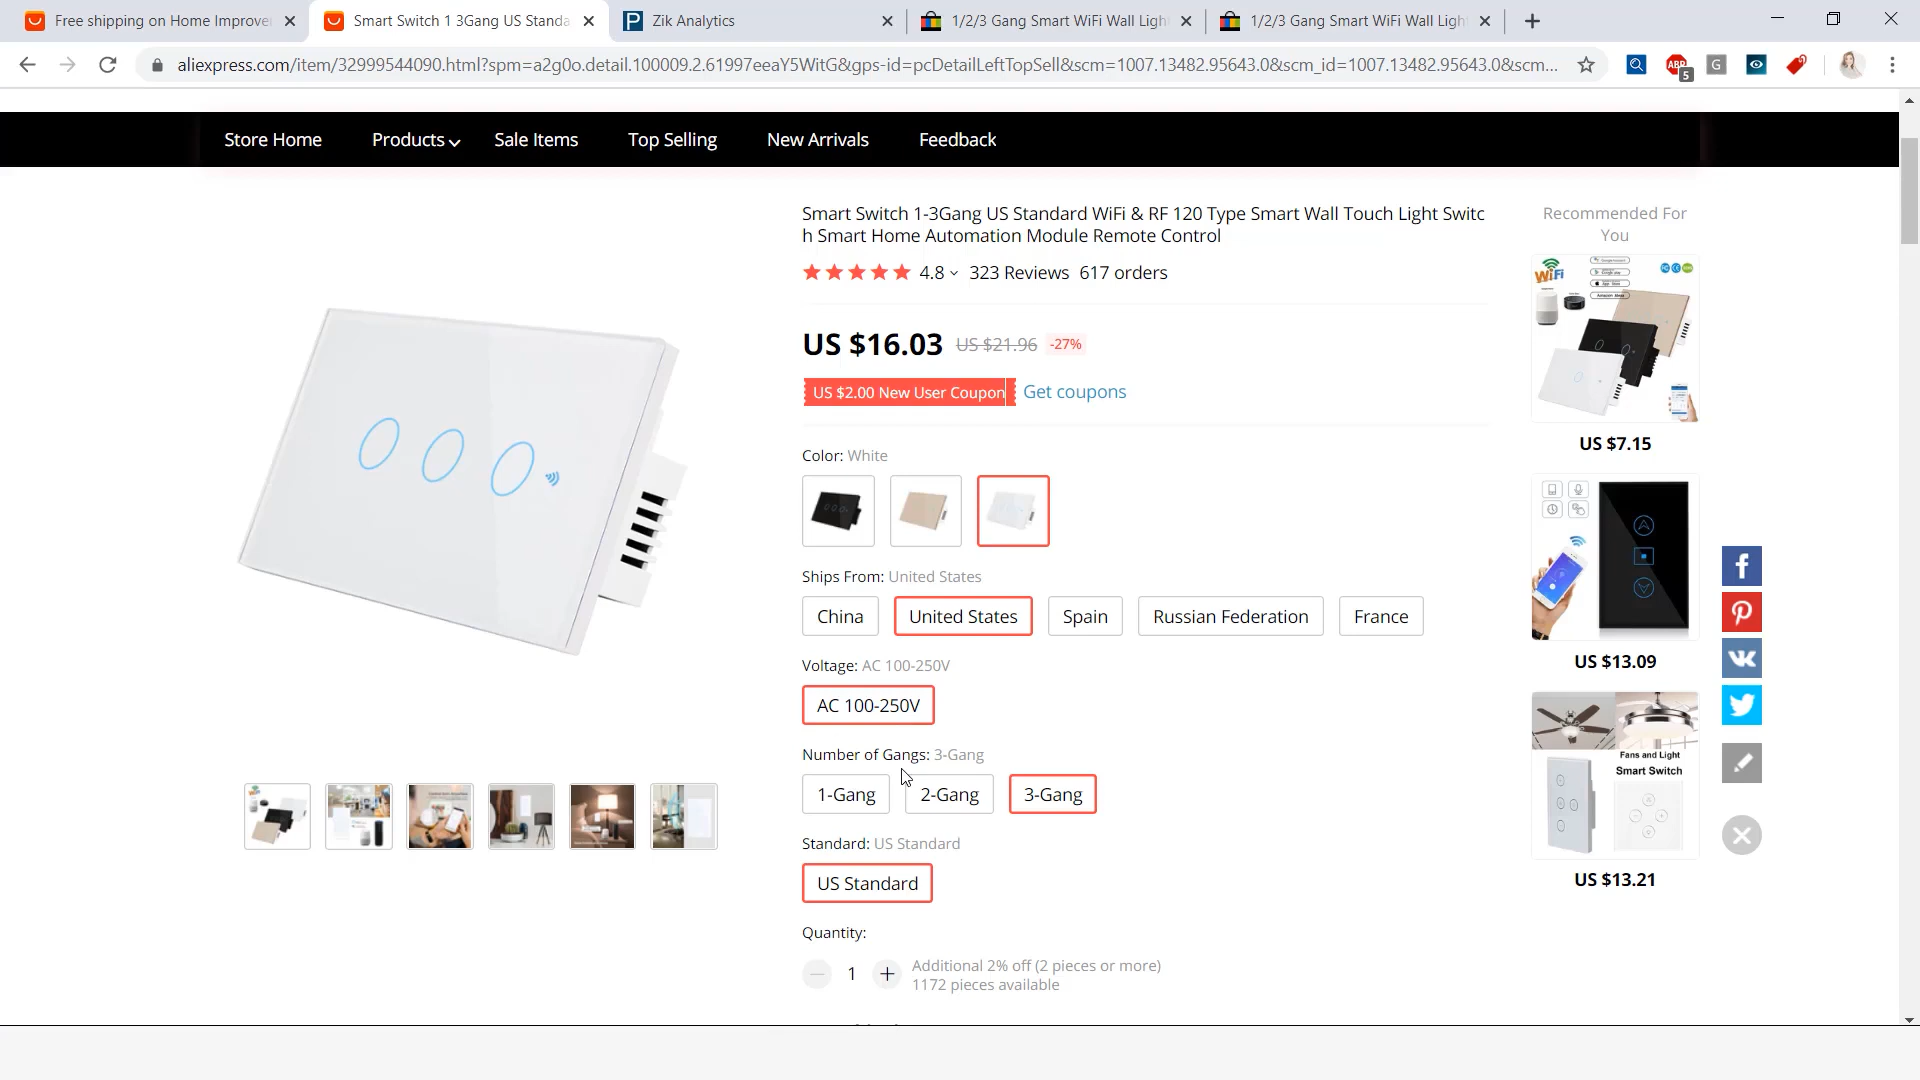 Free shipping on Home Improve
Smart Switch 1 3Gang US Standa
Zik Analytics
1/2/3 Gang Smart WiFi Wall Light
1/2/3 Gang Smart WiFi Wall Light
aliexpress.com/item/32999544090.html?spm=a2g0o.detail.100009.2.61997eeaY5WitG&gps-id=pcDetailLeftTopSell&scm=1007.13482.95643.0&scm_id=1007.13482.95643.0&scm...
ABP
5
G
Store Home
Products
Sale Items
Top Selling
New Arrivals
Feedback
Smart Switch 1-3Gang US Standard WiFi & RF 120 Type Smart Wall Touch Light Switc
h Smart Home Automation Module Remote Control
4.8
323 Reviews
617 orders
US $16.03
US $21.96
-27%
US $2.00 New User Coupon
Get coupons
Color: White
Ships From: United States
China
United States
Spain
Russian Federation
France
Voltage: AC 100-250V
AC 100-250V
Number of Gangs: 3-Gang
1-Gang
2-Gang
3-Gang
Standard: US Standard
US Standard
Quantity:
1
Additional 2% off (2 pieces or more)
1172 pieces available
Recommended For
You
WiFi
US $7.15
US $13.09
Fans and Light
Smart Switch
US $13.21